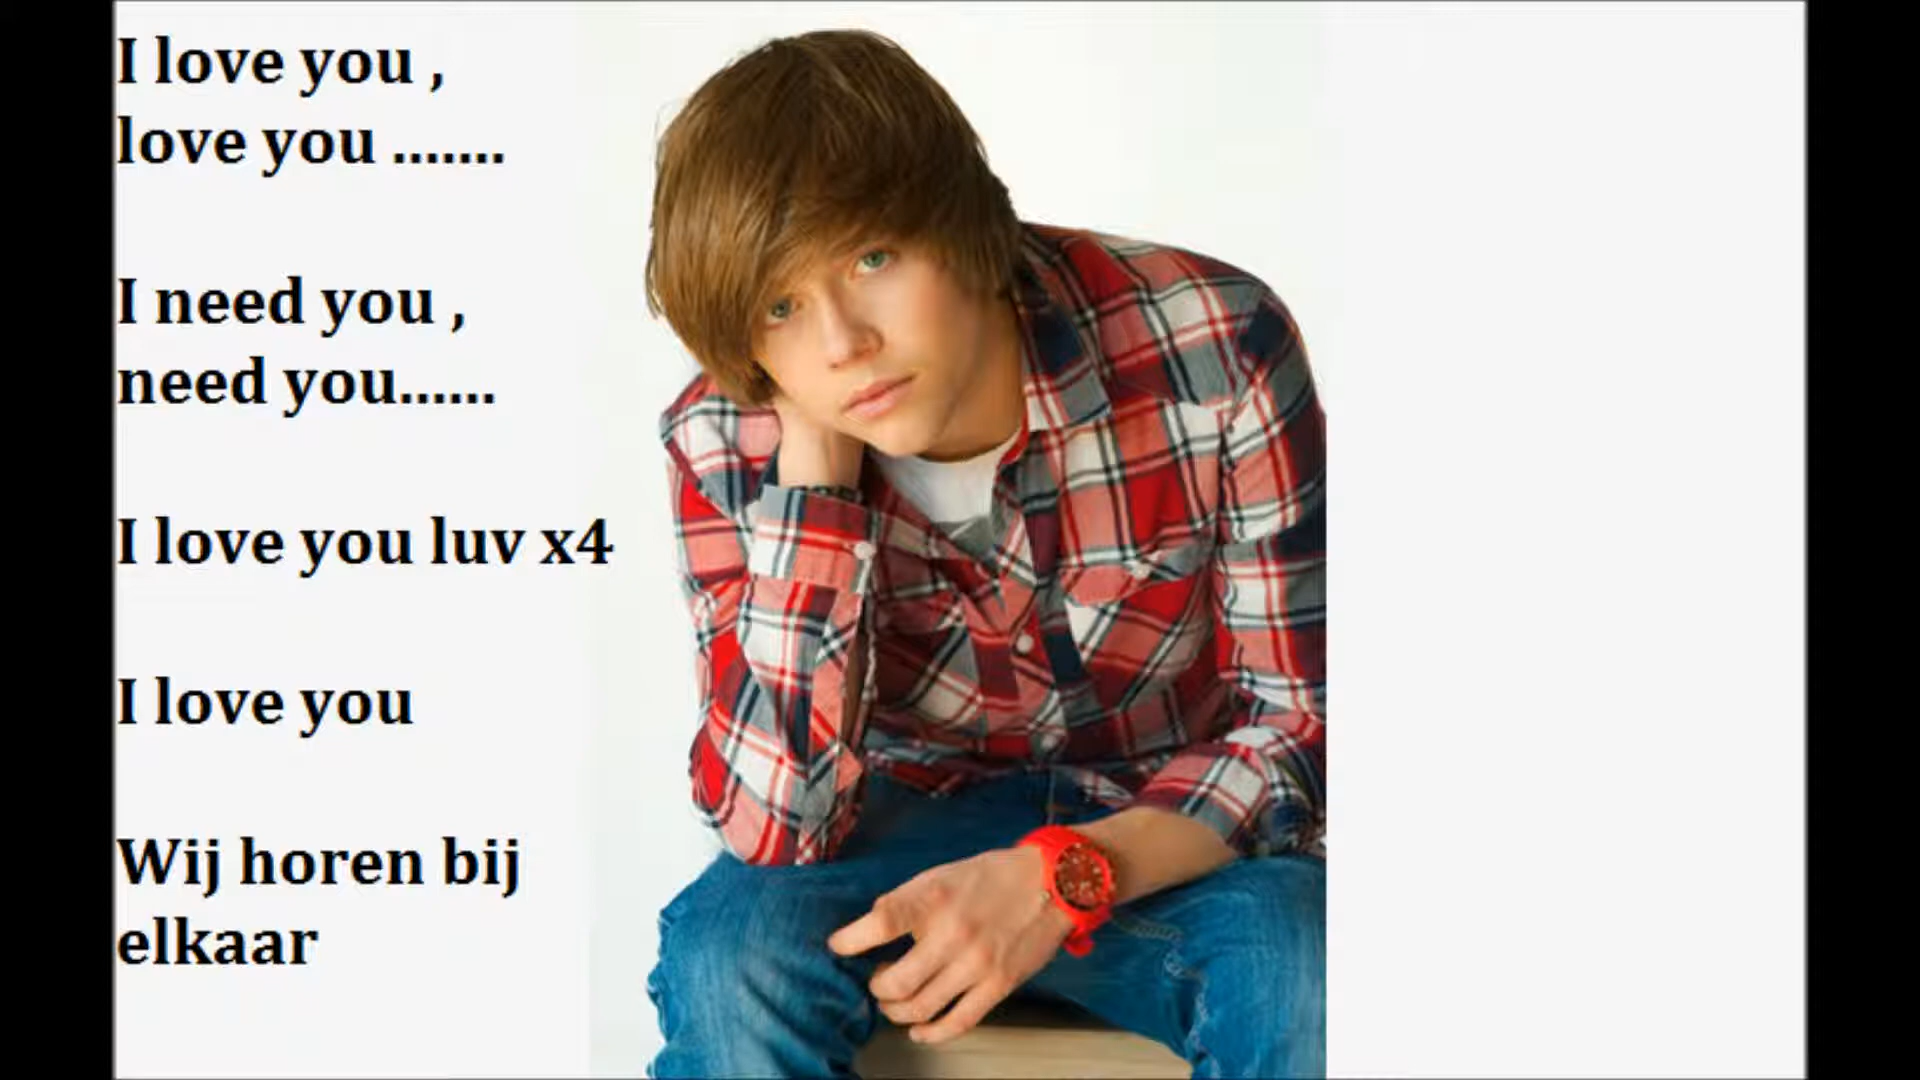 I love you ,
love you .......
I need you ,
need you......
I love you luv x4
I love you
Wij horen bij
elkaar